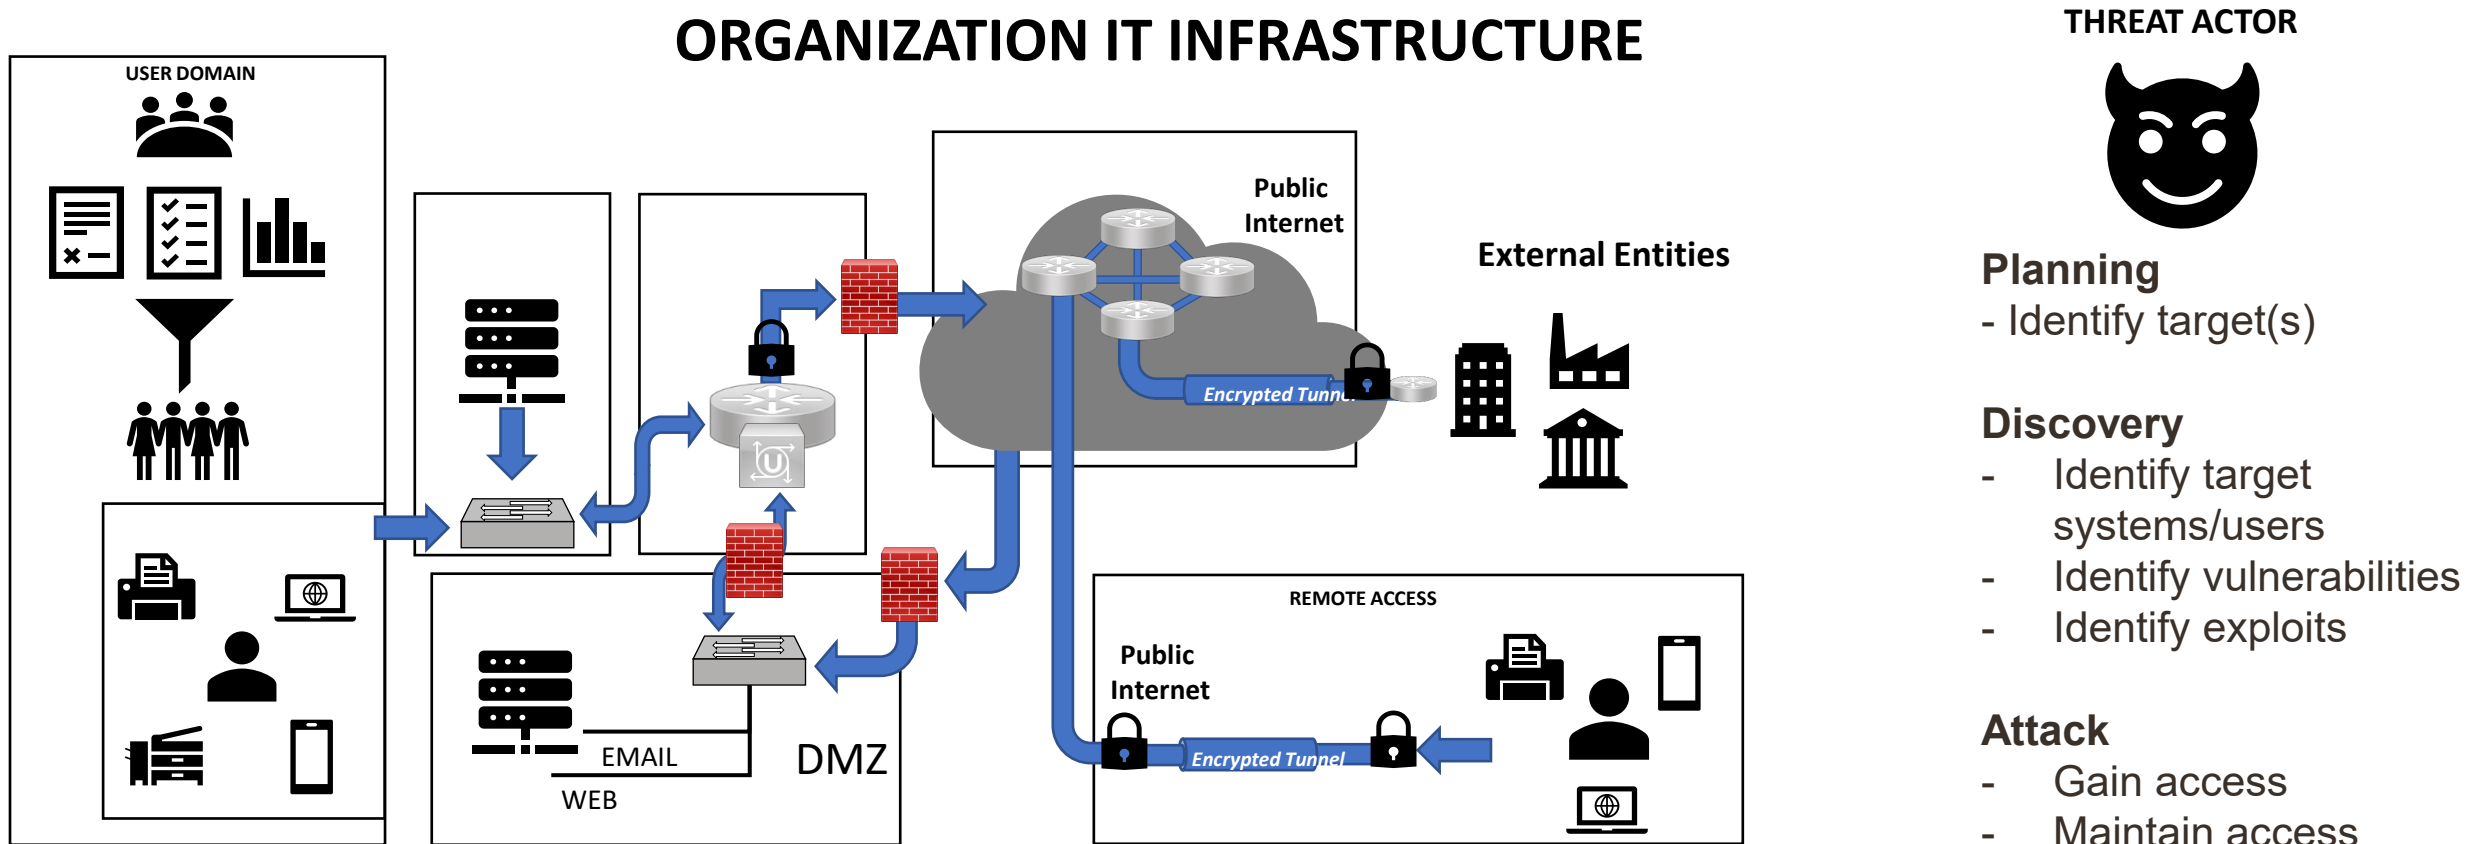 ORGANIZATION IT INFRASTRUCTURE
THREAT ACTOR
USER DOMAIN
Public
Internet
External Entities
Encrypted Tunnel
U
REMOTE ACCESS
Public
Internet
Encrypted Tunnel
EMAIL
WEB
DMZ
Planning
- Identify target(s)
Discovery
- Identify target
systems/users
- Identify vulnerabilities
- Identify exploits
Attack
- Gain access
- Maintain access